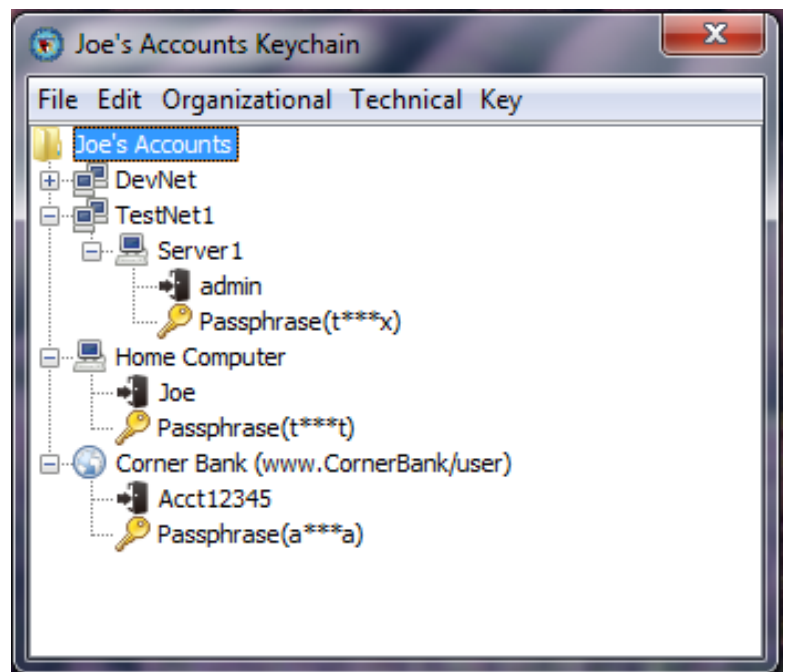 Joe's Accounts Keychain
File Edit Organizational Technical Key
Joe's Accounts
DevNet
TestNet1
Server1
admin
Passphrase(t***x)
Home Computer
Joe
Passphrase(t***t)
Corner Bank (www.CornerBank/user)
Acct12345
Passphrase(a***a)